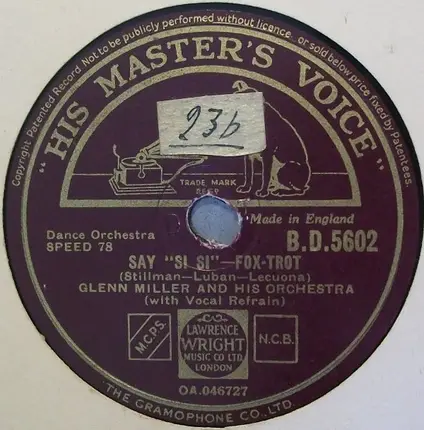 Copyright Patented Record. Not to be publicly performed without licence. or sold below price fixed by Patentees.
"HIS MASTER'S VOICE"
23b
TRADE MARK
Made in England
Dance Orchestra
SPEED 78
B.D.5602
SAY "SI SI"—FOX-TROT
(Stillman—Luban—Lecuona)
GLENN MILLER AND HIS ORCHESTRA
(with Vocal Refrain)
M.C.P.S.
LAWRENCE
WRIGHT
MUSIC CO LTD
LONDON
N.C.B.
OA.046727
THE GRAMOPHONE CO., LTD.